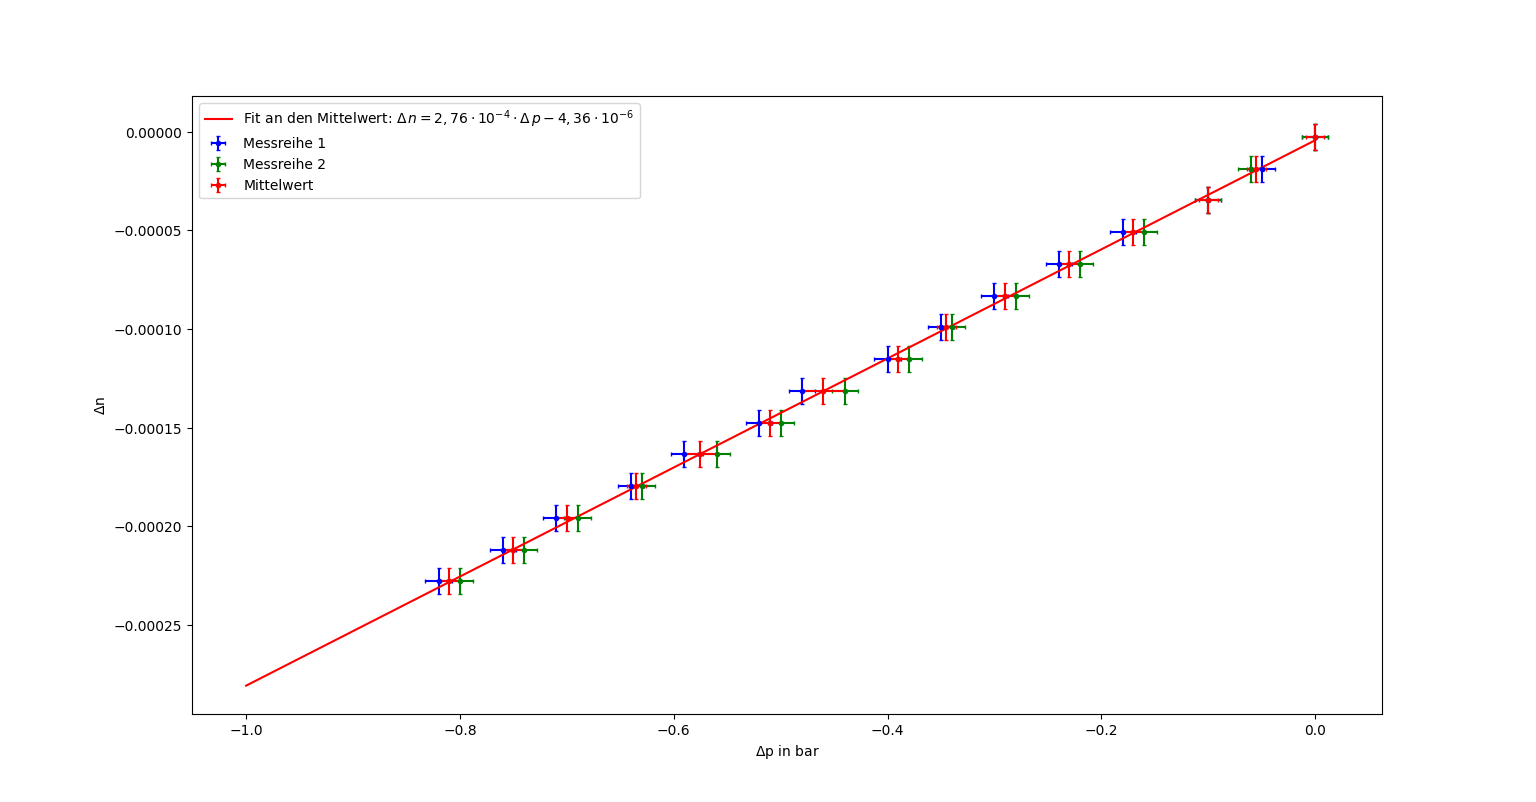 Fit an den Mittelwert: Δn = 2,76 · 10⁻⁴ · Δp − 4,36 · 10⁻⁶
Messreihe 1
Messreihe 2
Mittelwert
0.00000
−0.00005
−0.00010
−0.00015
−0.00020
−0.00025
Δn
−1.0 −0.8 −0.6 −0.4 −0.2 0.0
Δp in bar